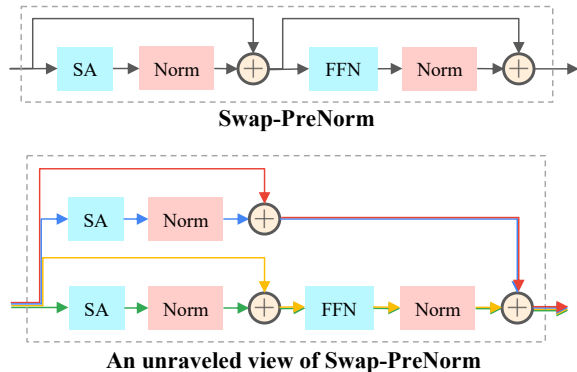 SA Norm FFN Norm
Swap-PreNorm
SA Norm
SA Norm FFN Norm
An unraveled view of Swap-PreNorm